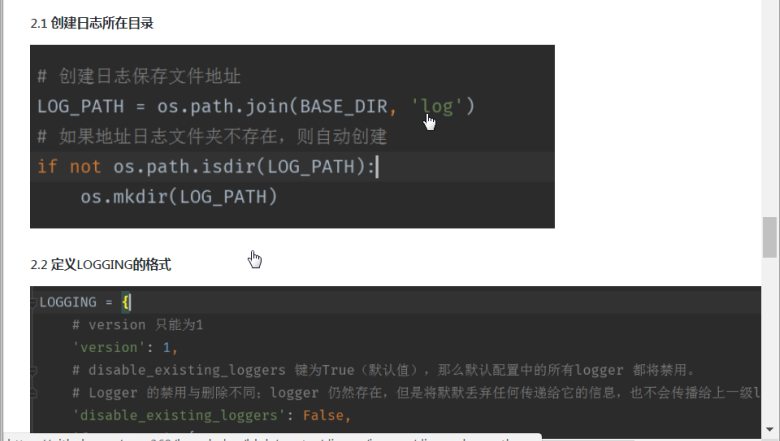 2.1 创建日志所在目录
# 创建日志保存文件地址
LOG_PATH = os.path.join(BASE_DIR, 'log')
# 如果地址日志文件夹不存在，则自动创建
if not os.path.isdir(LOG_PATH):
os.mkdir(LOG_PATH)
2.2 定义LOGGING的格式
LOGGING = {
# version 只能为1
'version': 1,
# disable_existing_loggers 键为True（默认值），那么默认配置中的所有logger 都将禁用。
# Logger 的禁用与删除不同；logger 仍然存在，但是将默默丢弃任何传递给它的信息，也不会传播给上一级l
'disable_existing_loggers': False,